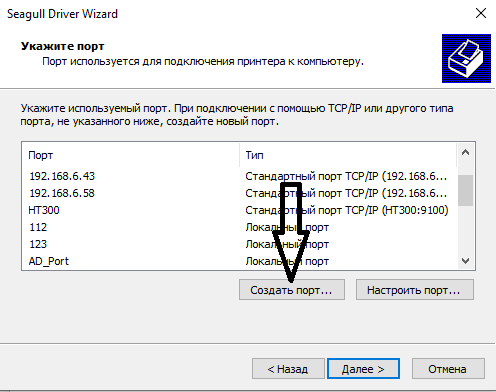 Seagull Driver Wizard
Укажите порт
Порт используется для подключения принтера к компьютеру.
Укажите используемый порт. При подключении с помощью TCP/IP или другого типа
порта, не указанного ниже, создайте новый порт.
Порт Тип
192.168.6.43 Стандартный порт TCP/IP (192.168.6...
192.168.6.58 Стандартный порт TCP/IP (192.168.6...
HT300 Стандартный порт TCP/IP (HT300:9100)
112 Локальный порт
123 Локальный порт
AD_Port Локальный порт
Создать порт... Настроить порт...
< Назад Далее > Отмена